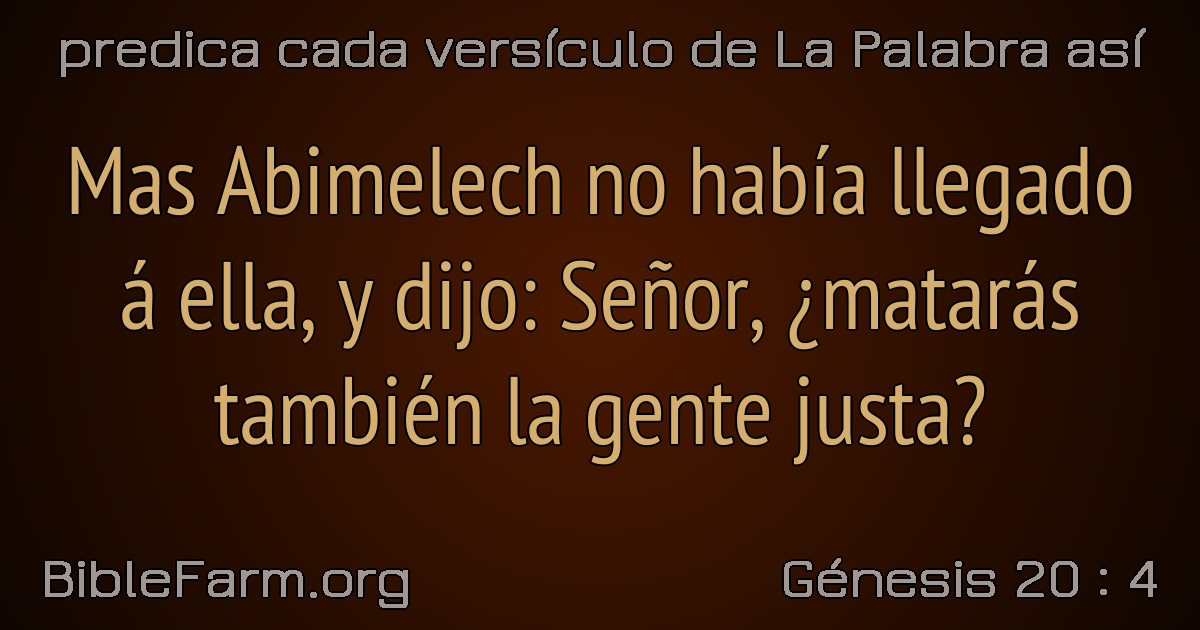 predica cada versículo de La Palabra así
Mas Abimelech no había llegado
á ella, y dijo: Señor, ¿matarás
también la gente justa?
BibleFarm.org
Génesis 20 : 4